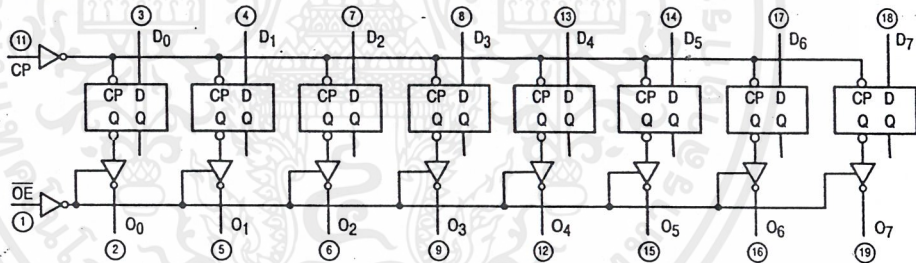 3 4 7 8 13 14 17 18
11 D0 D1 D2 D3 D4 D5 D6 D7
CP
CP D CP D CP D CP D CP D CP D CP D CP D
Q Q Q Q Q Q Q Q Q Q Q Q Q Q Q Q
OE
1 O0 O1 O2 O3 O4 O5 O6 O7
2 5 6 9 12 15 16 19